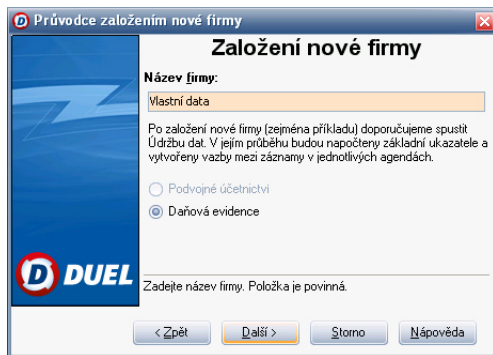 Průvodce založením nové firmy
Založení nové firmy
Název firmy:
Vlastní data
Po založení nové firmy (zejména příkladu) doporučujeme spustit
Údržbu dat. V jejím průběhu budou napočteny základní ukazatele a
vytvořeny vazby mezi záznamy v jednotlivých agendách.
Podvojné účetnictví
Daňová evidence
DUEL
Zadejte název firmy. Položka je povinná.
< Zpět
Další >
Storno
Nápověda